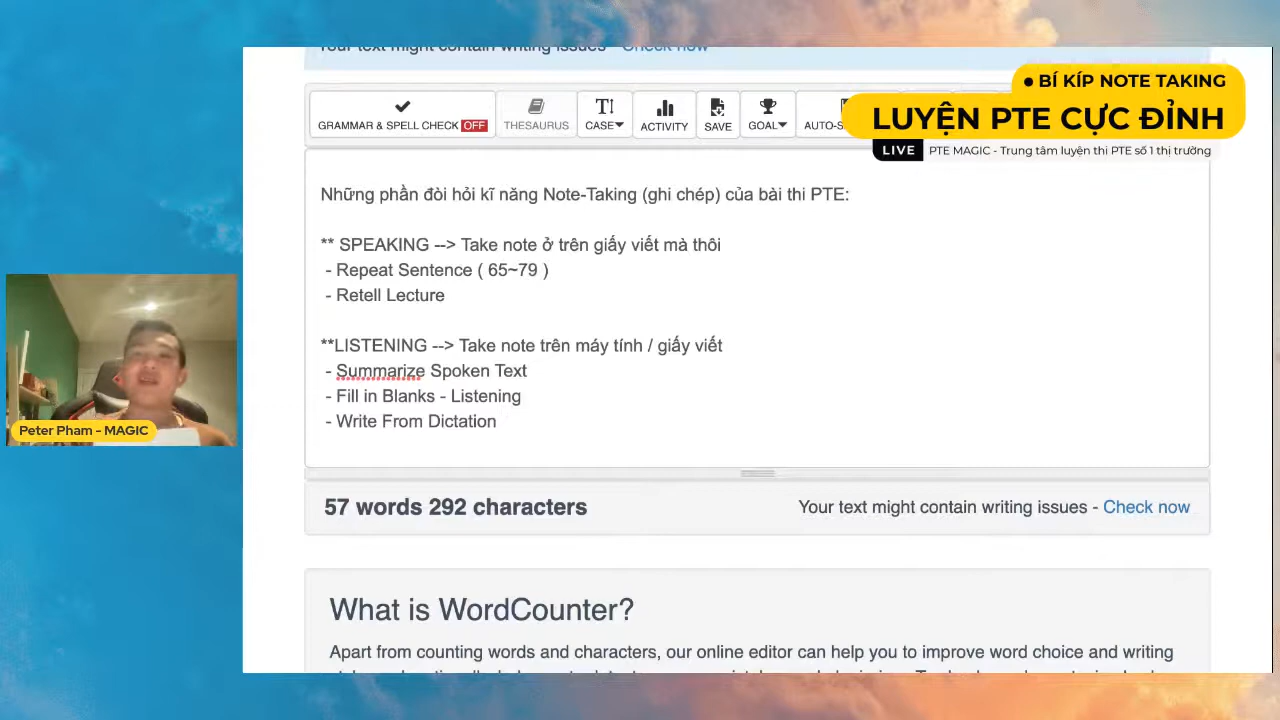 Your text might contain writing issues - Check now
GRAMMAR & SPELL CHECK OFF
THESAURUS
CASE
ACTIVITY
SAVE
GOAL
AUTO-S
• BÍ KÍP NOTE TAKING
LUYỆN PTE CỰC ĐỈNH
LIVE PTE MAGIC - Trung tâm luyện thi PTE số 1 thị trường
Những phần đòi hỏi kĩ năng Note-Taking (ghi chép) của bài thi PTE:
** SPEAKING --> Take note ở trên giấy viết mà thôi
- Repeat Sentence ( 65~79 )
- Retell Lecture
**LISTENING --> Take note trên máy tính / giấy viết
- Summarize Spoken Text
- Fill in Blanks - Listening
- Write From Dictation
Peter Pham - MAGIC
57 words 292 characters
Your text might contain writing issues - Check now
What is WordCounter?
Apart from counting words and characters, our online editor can help you to improve word choice and writing